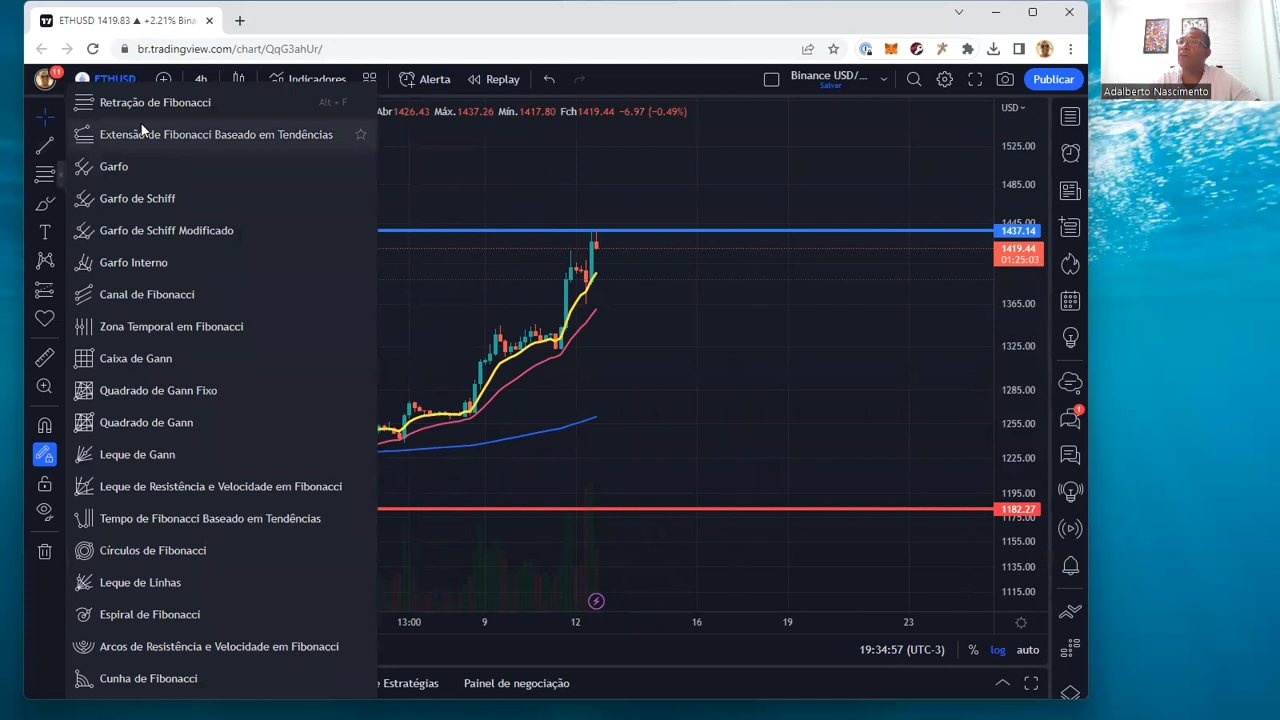 ETHUSD 1419.83 ▲ +2.21% Bina
br.tradingview.com/chart/QqG3ahUr/
11
ETHUSD
4h
Indicadores
Alerta
Replay
Binance USD/...
Salvar
Publicar
Adalberto Nascimento
Retração de Fibonacci
Alt + F
Abr1426.43 Máx.1437.26 Mín.1417.80 Fch1419.44 −6.97 (−0.49%)
USD
Extensão de Fibonacci Baseado em Tendências
1525.00
Garfo
1485.00
Garfo de Schiff
1445.00
Garfo de Schiff Modificado
1437.14
1419.44
01:25:03
Garfo Interno
Canal de Fibonacci
1365.00
Zona Temporal em Fibonacci
1325.00
Caixa de Gann
Quadrado de Gann Fixo
1285.00
Quadrado de Gann
1255.00
Leque de Gann
1225.00
Leque de Resistência e Velocidade em Fibonacci
1195.00
1182.27
1175.00
Tempo de Fibonacci Baseado em Tendências
1155.00
Círculos de Fibonacci
1135.00
Leque de Linhas
1115.00
Espiral de Fibonacci
13:00 9 12 16 19 23
Arcos de Resistência e Velocidade em Fibonacci
19:34:57 (UTC-3)
%
log
auto
Cunha de Fibonacci
e Estratégias
Painel de negociação
1